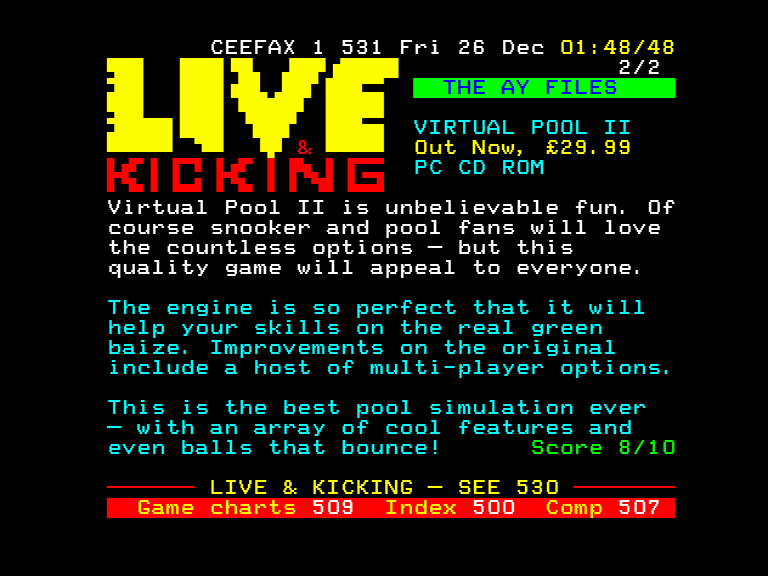 CEEFAX 1 531 Fri 26 Dec 01:48/48
2/2
LIVE
&
KICKING
THE AY FILES
VIRTUAL POOL II
Out Now, £29.99
PC CD ROM
Virtual Pool II is unbelievable fun. Of
course snooker and pool fans will love
the countless options – but this
quality game will appeal to everyone.
The engine is so perfect that it will
help your skills on the real green
baize. Improvements on the original
include a host of multi-player options.
This is the best pool simulation ever
– with an array of cool features and
even balls that bounce! Score 8/10
LIVE & KICKING – SEE 530
Game charts 509 Index 500 Comp 507